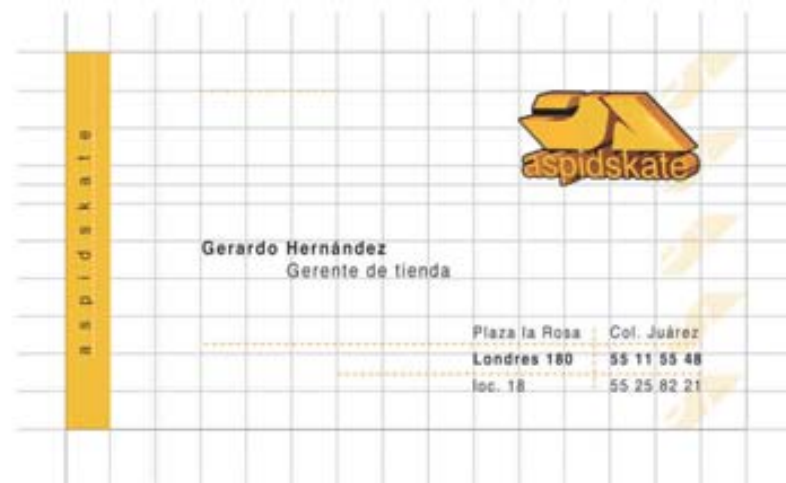 aspidskate
aspidskate
Gerardo Hernández
Gerente de tienda
Plaza la Rosa Col. Juárez
Londres 180 55 11 55 48
loc. 18 55 25 82 21